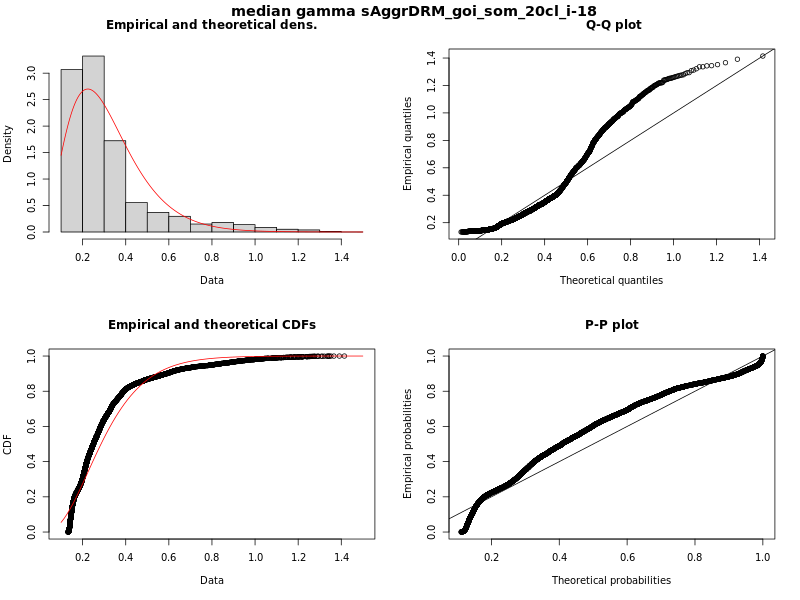 median gamma sAggrDRM_goi_som_20cl_i-18
Empirical and theoretical dens.
Density
0.0 0.5 1.0 1.5 2.0 2.5 3.0
0.2 0.4 0.6 0.8 1.0 1.2 1.4
Data
Q-Q plot
Empirical quantiles
0.2 0.4 0.6 0.8 1.0 1.2 1.4
0.0 0.2 0.4 0.6 0.8 1.0 1.2 1.4
Theoretical quantiles
Empirical and theoretical CDFs
CDF
0.0 0.2 0.4 0.6 0.8 1.0
0.2 0.4 0.6 0.8 1.0 1.2 1.4
Data
P-P plot
Empirical probabilities
0.0 0.2 0.4 0.6 0.8 1.0
0.2 0.4 0.6 0.8 1.0
Theoretical probabilities